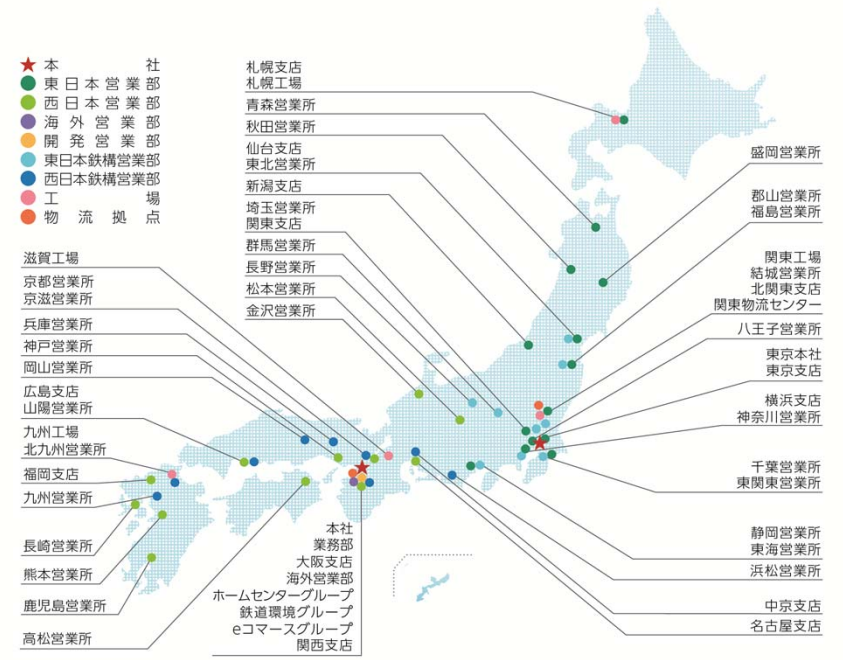 本社
東日本営業部
西日本営業部
海外営業部
開発営業部
東日本鉄構営業部
西日本鉄構営業部
工場
物流拠点
札幌支店
札幌工場
青森営業所
秋田営業所
仙台支店
東北営業所
新潟支店
埼玉営業所
関東支店
群馬営業所
長野営業所
松本営業所
金沢営業所
滋賀工場
京都営業所
京滋営業所
兵庫営業所
神戸営業所
岡山営業所
広島支店
山陽営業所
九州工場
北九州営業所
福岡支店
九州営業所
長崎営業所
熊本営業所
鹿児島営業所
高松営業所
本社
業務部
大阪支店
海外営業部
ホームセンターグループ
鉄道環境グループ
eコマースグループ
関西支店
盛岡営業所
郡山営業所
福島営業所
関東工場
結城営業所
北関東支店
関東物流センター
八王子営業所
東京本社
東京支店
横浜支店
神奈川営業所
千葉営業所
東関東営業所
静岡営業所
東海営業所
浜松営業所
中京支店
名古屋支店